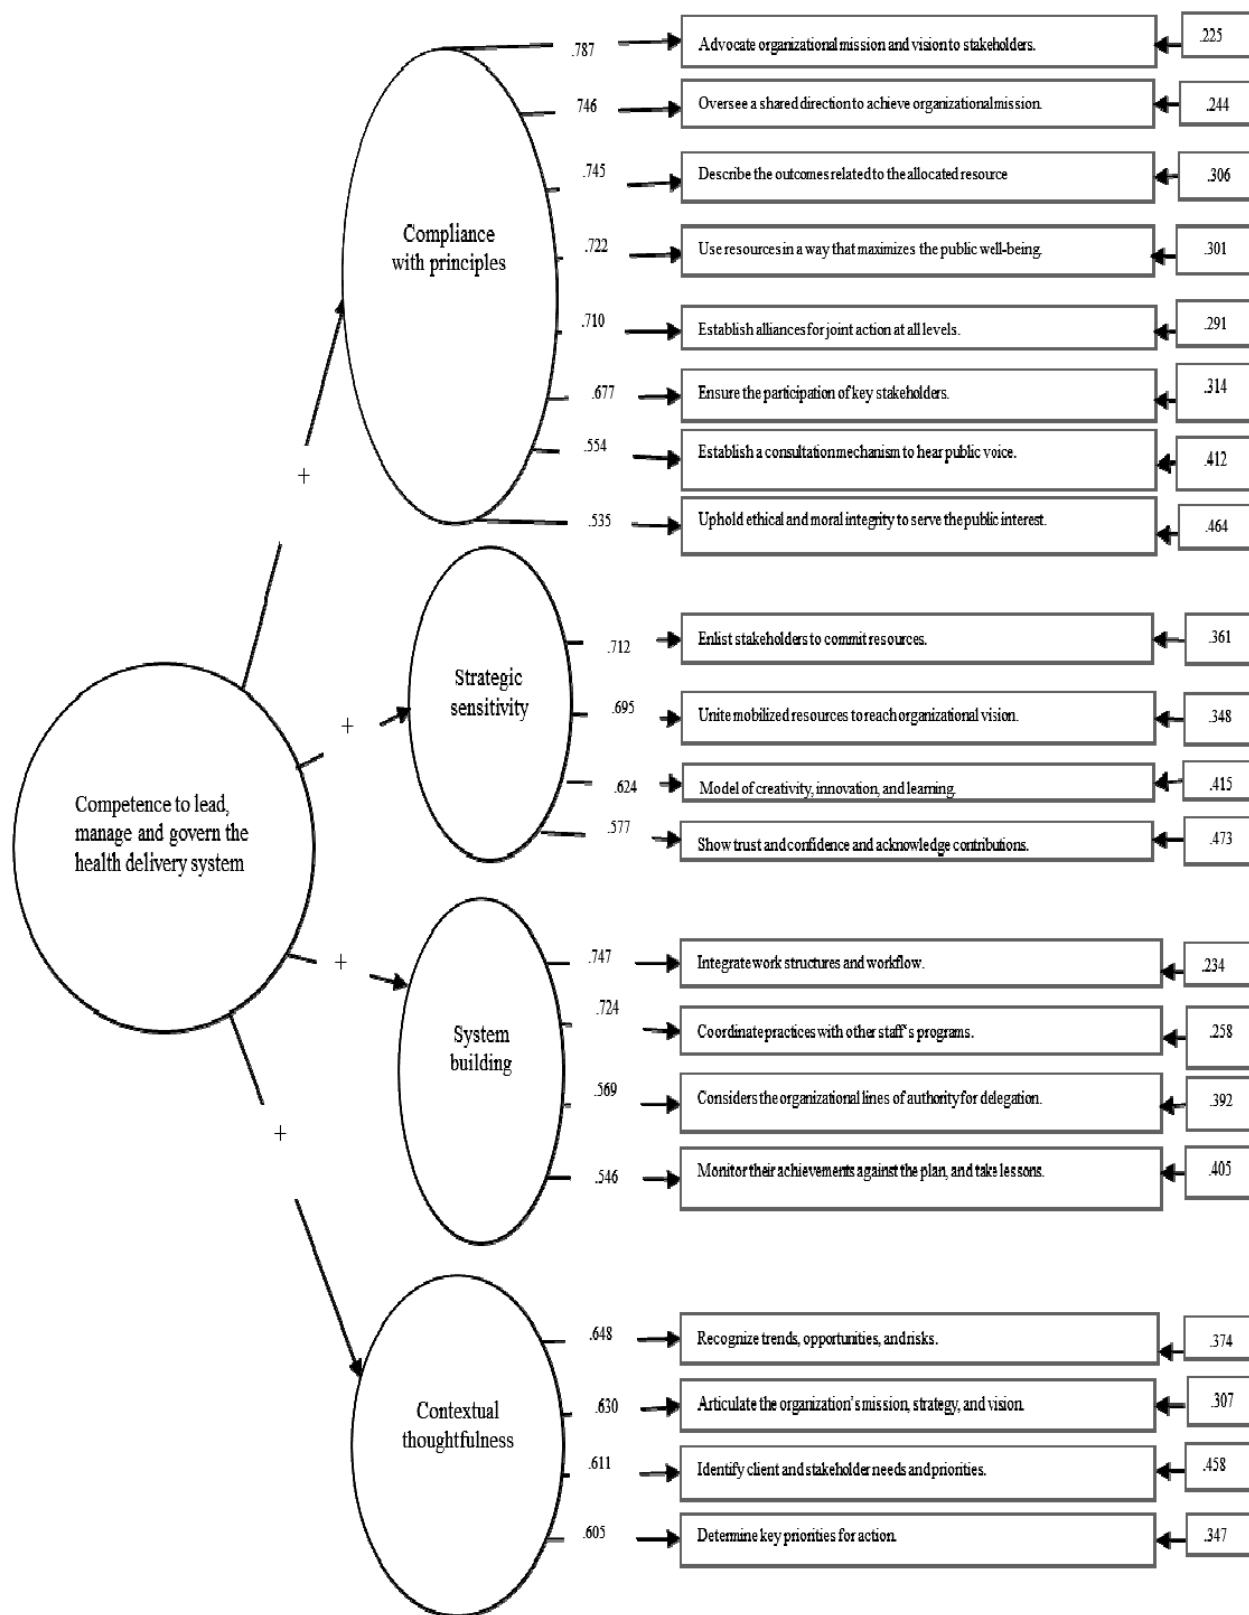 .787
Advocate organizational mission and vision to stakeholders.
.225
746
Oversee a shared direction to achieve organizational mission.
.244
.745
Describe the outcomes related to the allocated resource
.306
Compliance
with principles
.722
Use resources in a way that maximizes the public well-being.
.301
.710
Establish alliances for joint action at all levels.
.291
.677
Ensure the participation of key stakeholders.
.314
.554
Establish a consultation mechanism to hear public voice.
.412
+
.535
Uphold ethical and moral integrity to serve the public interest.
.464
Strategic
sensitivity
.712
Enlist stakeholders to commit resources.
.361
+
.695
Unite mobilized resources to reach organizational vision.
.348
.624
Model of creativity, innovation, and learning.
.415
.577
Show trust and confidence and acknowledge contributions.
.473
Competence to lead,
manage and govern the
health delivery system
+
System
building
.747
Integrate work structures and workflow.
.234
.724
Coordinate practices with other staff's programs.
.258
.569
Considers the organizational lines of authority for delegation.
.392
.546
Monitor their achievements against the plan, and take lessons.
.405
+
Contextual
thoughtfulness
.648
Recognize trends, opportunities, and risks.
.374
.630
Articulate the organization's mission, strategy, and vision.
.307
.611
Identify client and stakeholder needs and priorities.
.458
.605
Determine key priorities for action.
.347